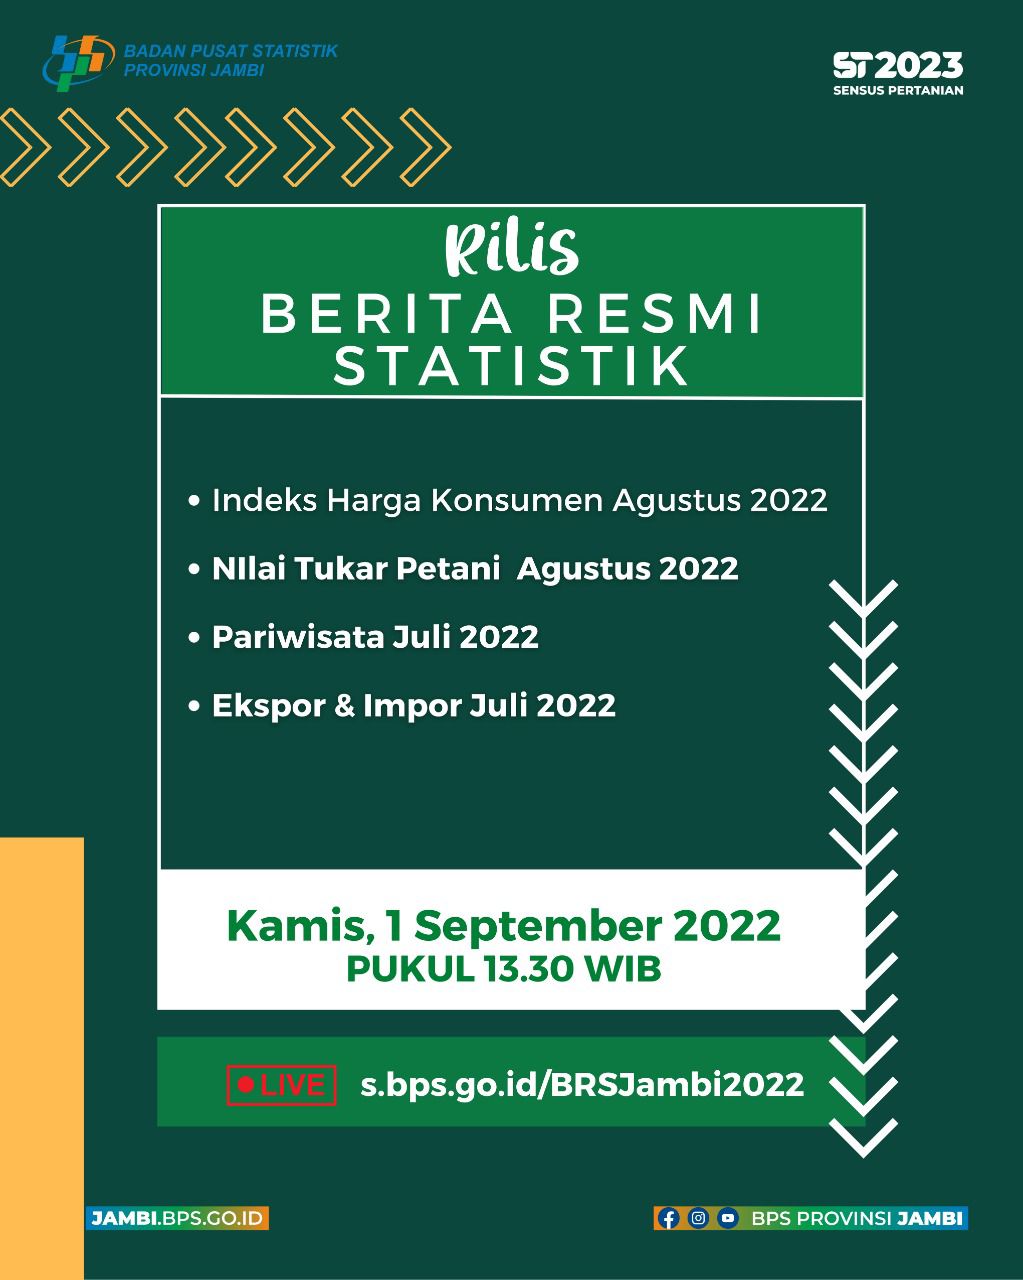 BADAN PUSAT STATISTIK
PROVINSI JAMBI
ST2023
SENSUS PERTANIAN
Rilis
BERITA RESMI
STATISTIK
• Indeks Harga Konsumen Agustus 2022
• NIlai Tukar Petani Agustus 2022
• Pariwisata Juli 2022
• Ekspor & Impor Juli 2022
Kamis, 1 September 2022
PUKUL 13.30 WIB
LIVE s.bps.go.id/BRSJambi2022
JAMBI.BPS.GO.ID
BPS PROVINSI JAMBI